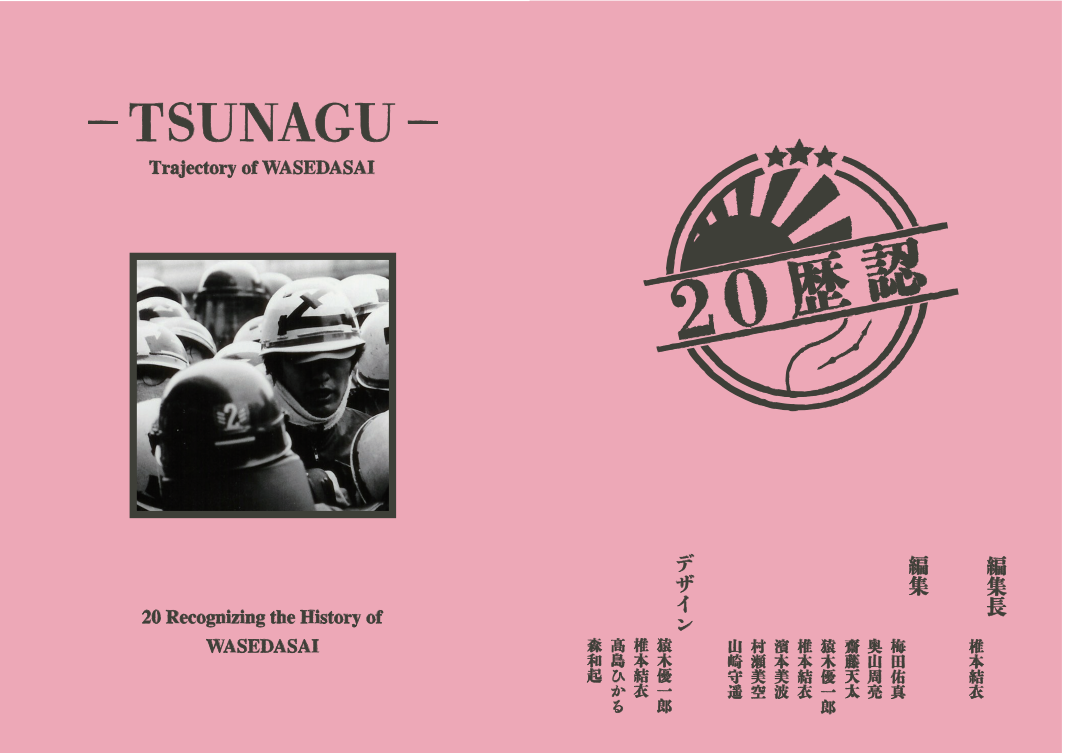 TSUNAGU
Trajectory of WASEDASAI
2
20 Recognizing the History of
WASEDASAI
20歴認
編集長
椎本結衣
編集
梅田佑真
奥山周亮
齋藤天太
猿木優一郎
椎本結衣
濱本美波
村瀬美空
山崎守遥
デザイン
猿木優一郎
椎本結衣
髙島ひかる
森和起